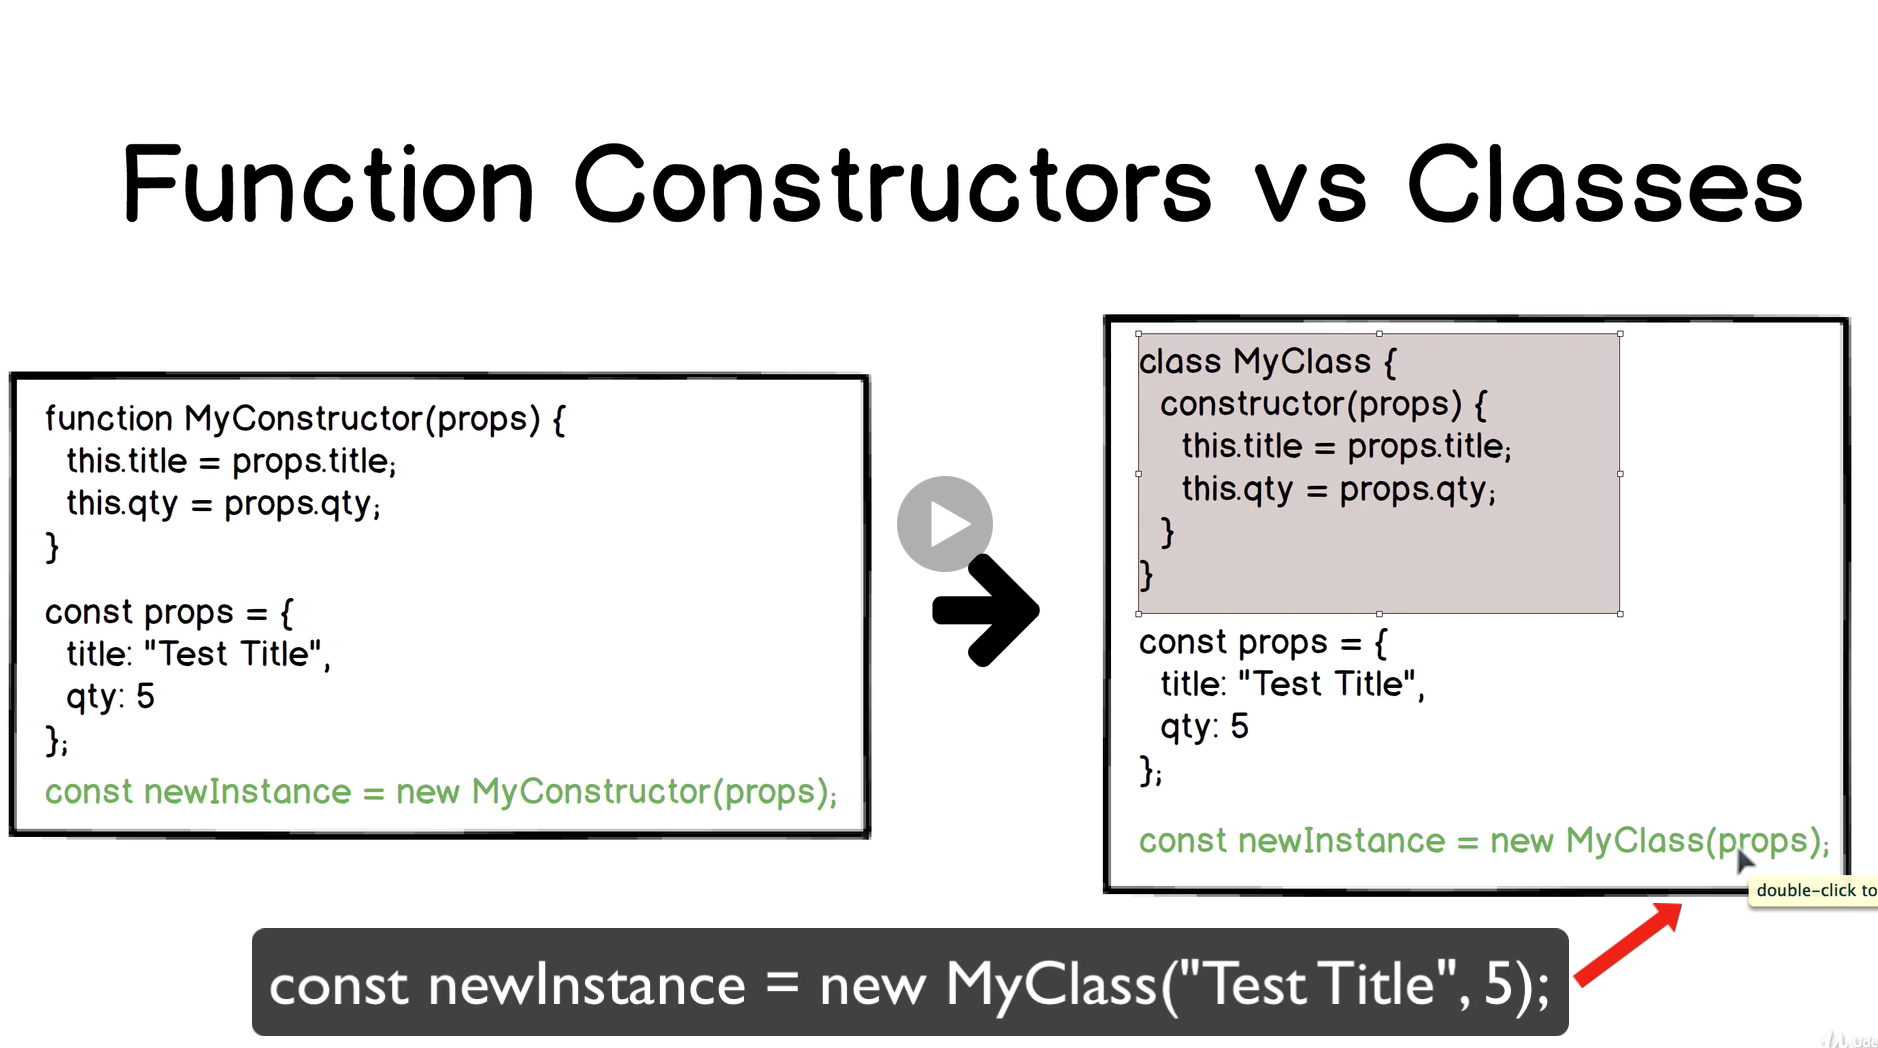 Function Constructors vs Classes
function MyConstructor(props) {
this.title = props.title;
this.qty = props.qty;
}
const props = {
title: "Test Title",
qty: 5
};
const newInstance = new MyConstructor(props);
class MyClass {
constructor(props) {
this.title = props.title;
this.qty = props.qty;
}
}
const props = {
title: "Test Title",
qty: 5
};
const newInstance = new MyClass(props);
double-click to
const newInstance = new MyClass("Test Title", 5);